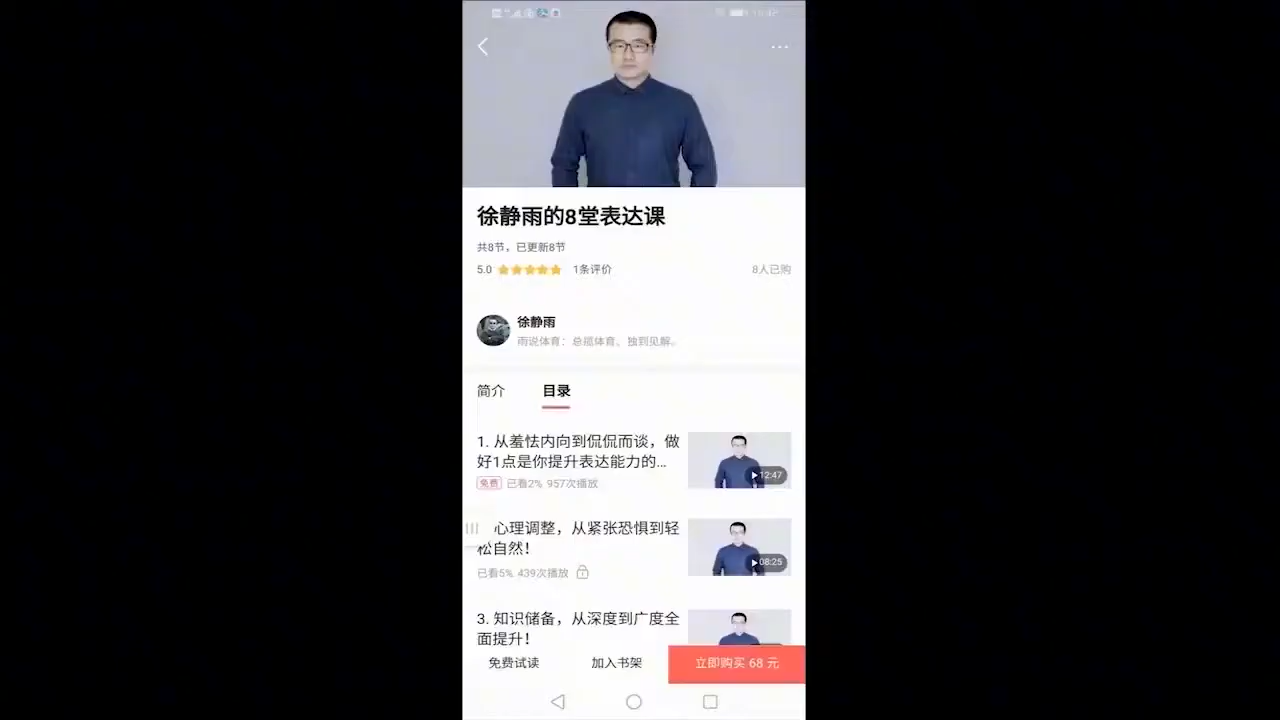 徐静雨的8堂表达课
共8节，已更新8节
5.0 1条评价 8人已购
徐静雨
雨说体育：总揽体育、独到见解。
简介 目录
1. 从羞怯内向到侃侃而谈，做
好1点是你提升表达能力的...
免费 已看2% 957次播放
12:47
心理调整，从紧张恐惧到轻
松自然！
已看5% 439次播放
08:25
3. 知识储备，从深度到广度全
面提升！
免费试读 加入书架 立即购买 68 元